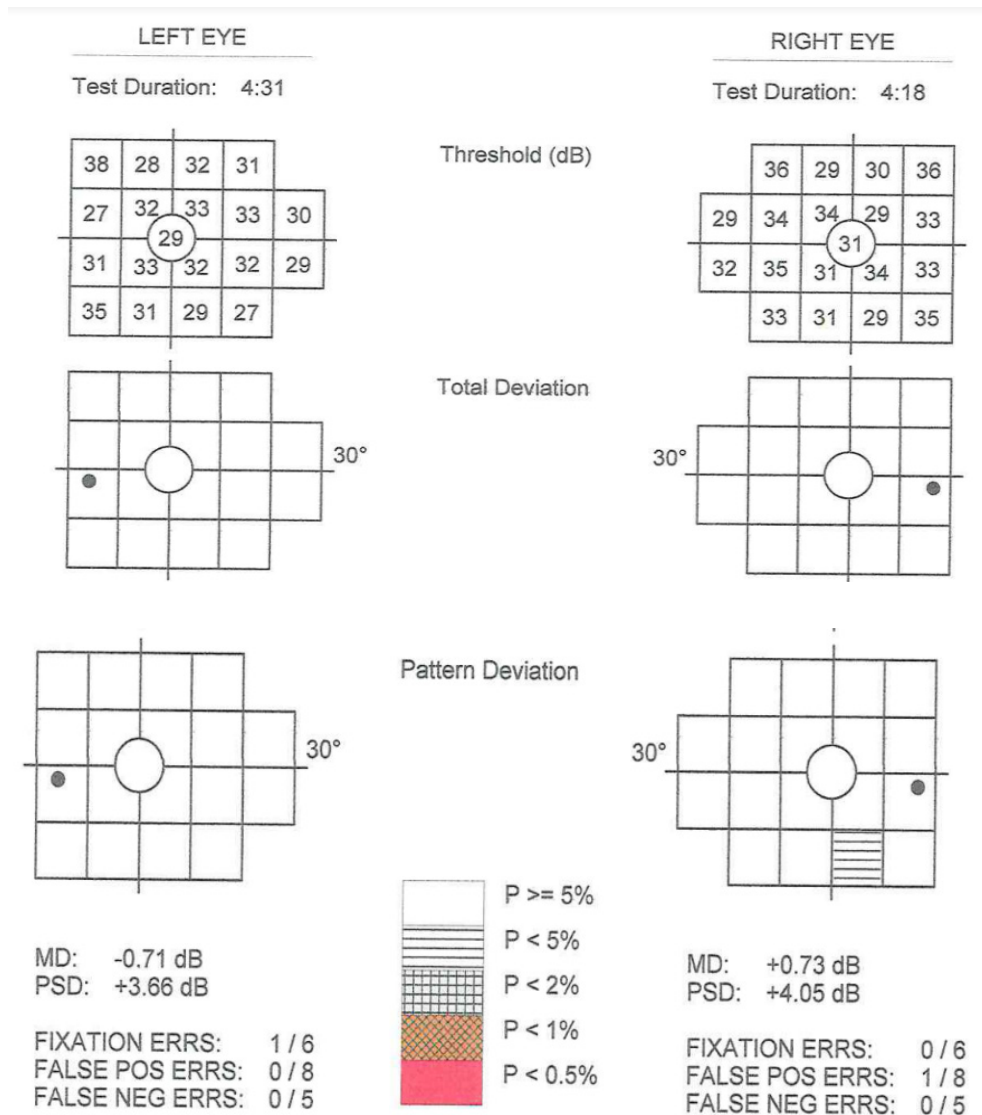 LEFT EYE
Test Duration: 4:31
38 28 32 31
27 32 33 33 30
29
31 33 32 32 29
35 31 29 27
Threshold (dB)
RIGHT EYE
Test Duration: 4:18
36 29 30 36
29 34 34 29 33
31
32 35 31 34 33
33 31 29 35
Total Deviation
30°
30°
Pattern Deviation
30°
30°
P >= 5%
P < 5%
P < 2%
P < 1%
P < 0.5%
MD: -0.71 dB
PSD: +3.66 dB
FIXATION ERRS: 1 / 6
FALSE POS ERRS: 0 / 8
FALSE NEG ERRS: 0 / 5
MD: +0.73 dB
PSD: +4.05 dB
FIXATION ERRS: 0 / 6
FALSE POS ERRS: 1 / 8
FALSE NEG ERRS: 0 / 5